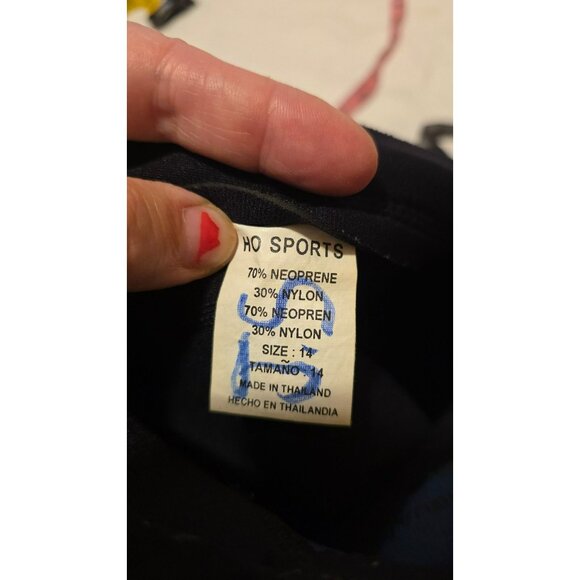 HO SPORTS
70% NEOPRENE
30% NYLON
70% NEOPREN
30% NYLON
SIZE : 14
TAMAÑO : 14
MADE IN THAILAND
HECHO EN THAILANDIA